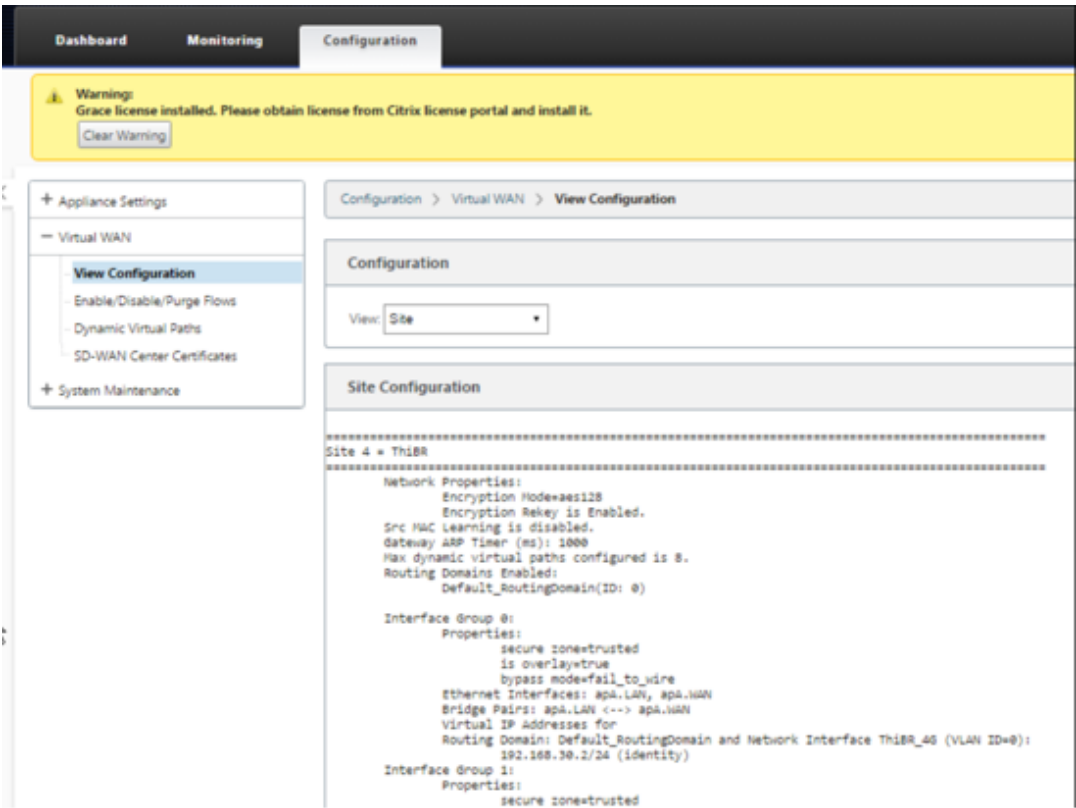 Dashboard Monitoring Configuration
Warning:
Grace license installed. Please obtain license from Citrix license portal and install it.
Clear Warning
+ Appliance Settings
− Virtual WAN
View Configuration
Enable/Disable/Purge Flows
Dynamic Virtual Paths
SD-WAN Center Certificates
+ System Maintenance
Configuration > Virtual WAN > View Configuration
Configuration
View: Site
Site Configuration
================================================================================
Site 4 = ThiBR
================================================================================
Network Properties:
Encryption Mode=aes128
Encryption Rekey is Enabled.
Src MAC Learning is disabled.
Gateway ARP Timer (ms): 1000
Max dynamic virtual paths configured is 8.
Routing Domains Enabled:
Default_RoutingDomain(ID: 0)
Interface Group 0:
Properties:
secure zone=trusted
is overlay=true
bypass mode=fail_to_wire
Ethernet Interfaces: apA.LAN, apA.WAN
Bridge Pairs: apA.LAN <--> apA.WAN
Virtual IP Addresses for
Routing Domain: Default_RoutingDomain and Network Interface ThiBR_4G (VLAN ID=0):
192.168.30.2/24 (identity)
Interface Group 1:
Properties:
secure zone=trusted